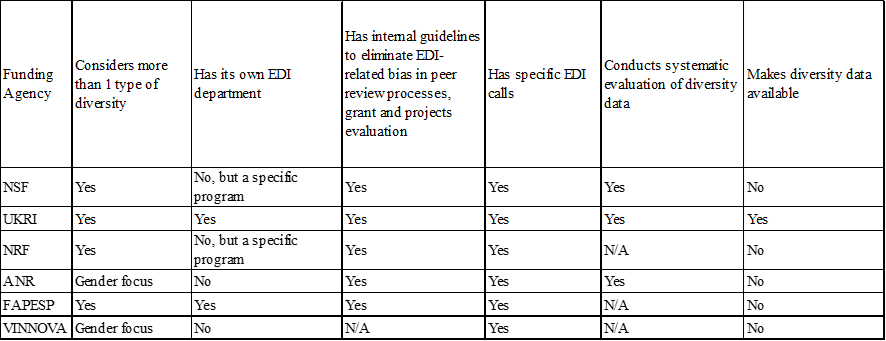 Funding Agency | Considers more than 1 type of diversity | Has its own EDI department | Has internal guidelines to eliminate EDI-related bias in peer review processes, grant and projects evaluation | Has specific EDI calls | Conducts systematic evaluation of diversity data | Makes diversity data available
NSF | Yes | No, but a specific program | Yes | Yes | Yes | No
UKRI | Yes | Yes | Yes | Yes | Yes | Yes
NRF | Yes | No, but a specific program | Yes | Yes | N/A | No
ANR | Gender focus | No | Yes | Yes | Yes | No
FAPESP | Yes | Yes | Yes | Yes | N/A | No
VINNOVA | Gender focus | No | N/A | Yes | N/A | No